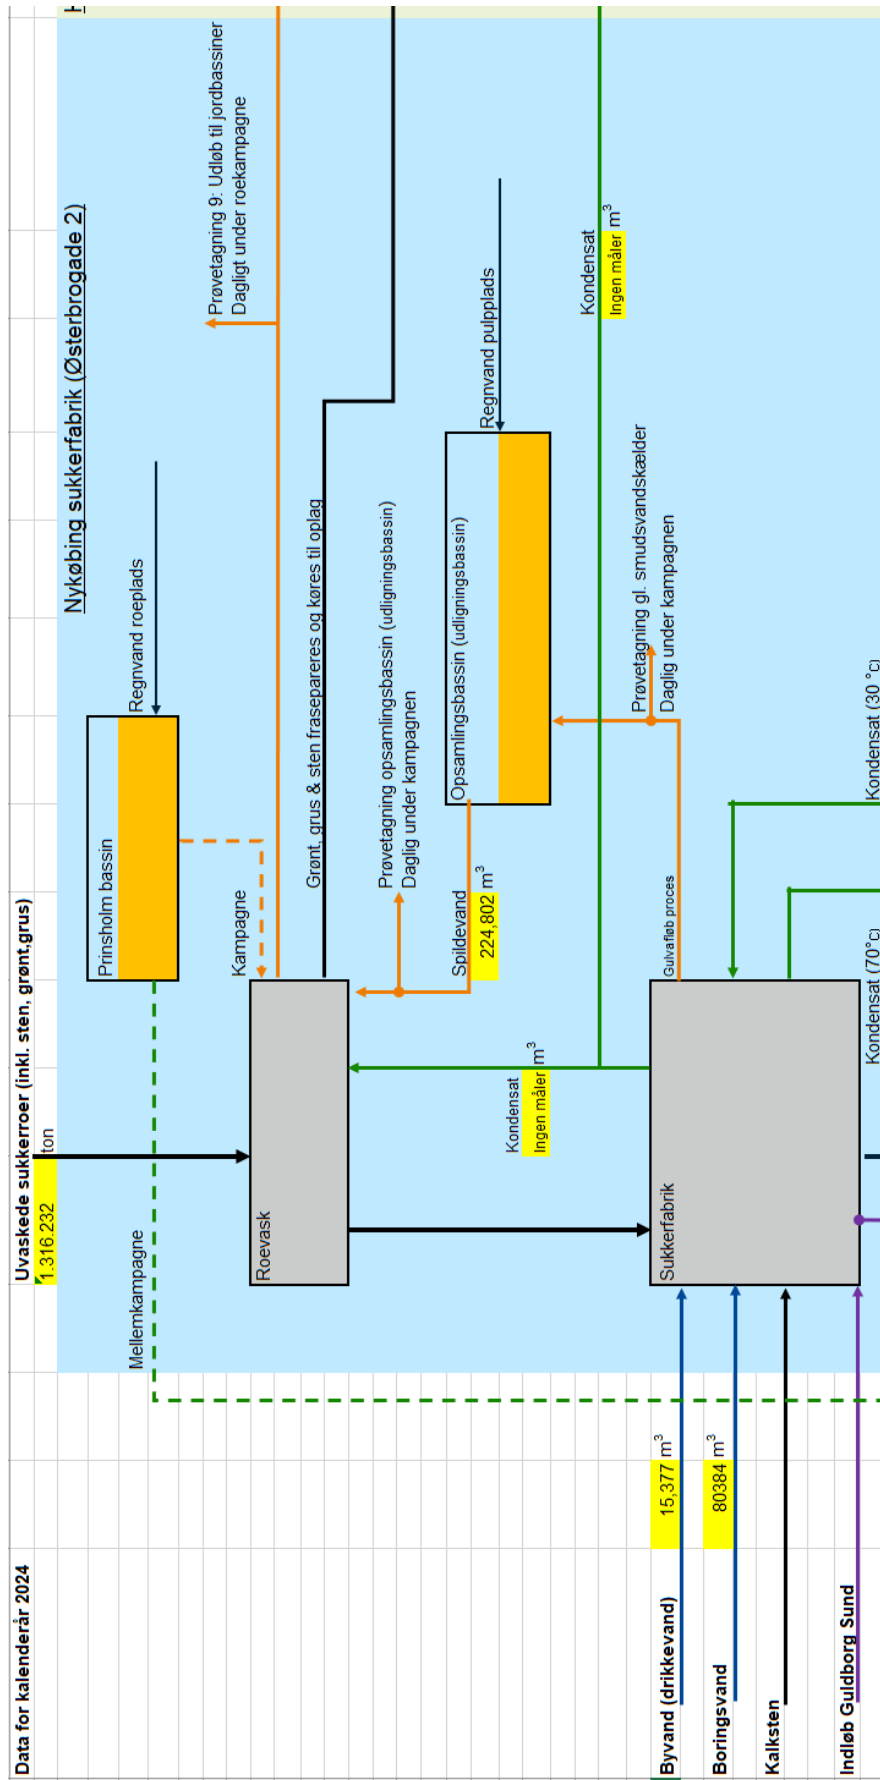 Data for kalenderår 2024
Uvaskede sukkerroer (inkl. sten, grønt,grus)
1.316.232 ton
Nykøbing sukkerfabrik (Østerbrogade 2)
Mellemkampagne
Prinsholm bassin
Regnvand roeplads
Kampagne
Prøvetagning 9: Udløb til jordbassiner
Dagligt under roekampagne
Roevask
Grønt, grus & sten frasepareres og køres til oplag
Prøvetagning opsamlingsbassin (udligningsbassin)
Daglig under kampagnen
Spildevand
224,802 m³
Opsamlingsbassin (udligningsbassin)
Regnvand pulpplads
Kondensat
Ingen måler m³
Kondensat
Ingen måler m³
Prøvetagning gl. smudsvandskælder
Daglig under kampagnen
Gulvafløb proces
Sukkerfabrik
Byvand (drikkevand)
15,377 m³
Boringsvand
80384 m³
Kalksten
Indløb Guldborg Sund
Kondensat (70°C)
Kondensat (30 °C)